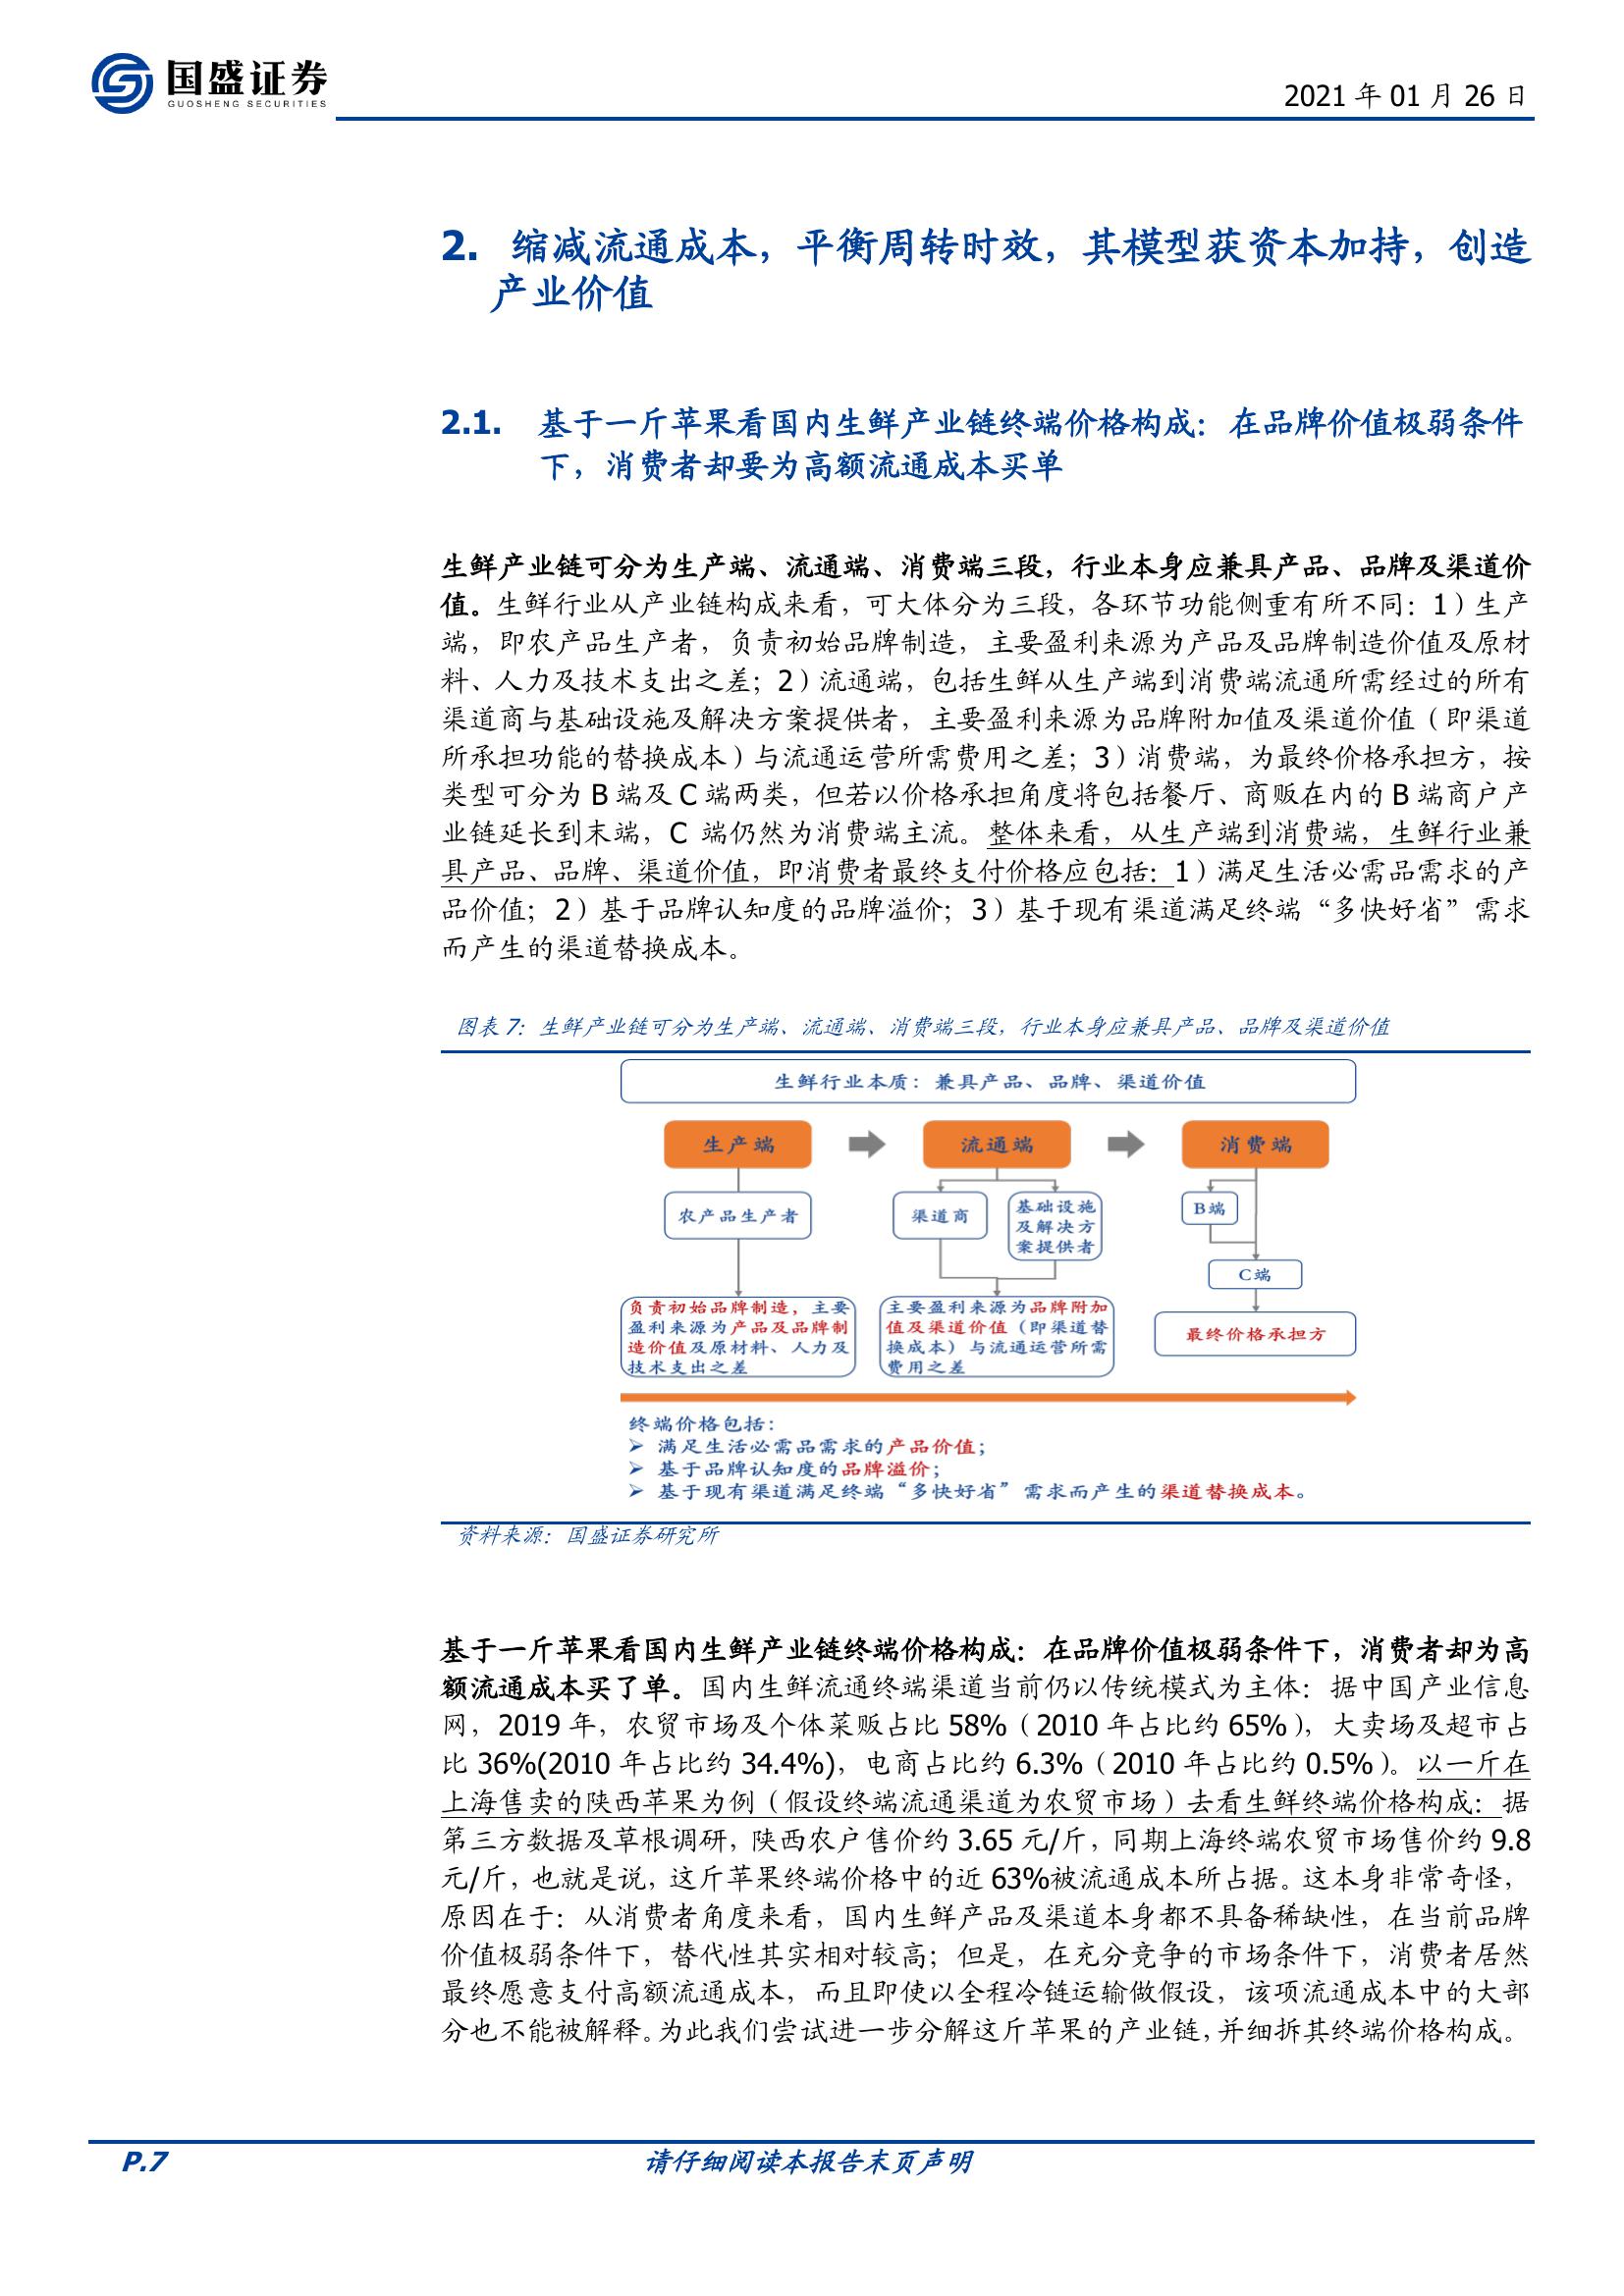 国盛证券
GUOSHENG SECURITIES
2021 年 01 月 26 日
2. 缩减流通成本，平衡周转时效，其模型获资本加持，创造
产业价值
2.1. 基于一斤苹果看国内生鲜产业链终端价格构成：在品牌价值极弱条件
下，消费者却要为高额流通成本买单
生鲜产业链可分为生产端、流通端、消费端三段，行业本身应兼具产品、品牌及渠道价
值。生鲜行业从产业链构成来看，可大体分为三段，各环节功能侧重有所不同：1）生产
端，即农产品生产者，负责初始品牌制造，主要盈利来源为产品及品牌制造价值及原材
料、人力及技术支出之差；2）流通端，包括生鲜从生产端到消费端流通所需经过的所有
渠道商与基础设施及解决方案提供者，主要盈利来源为品牌附加值及渠道价值（即渠道
所承担功能的替换成本）与流通运营所需费用之差；3）消费端，为最终价格承担方，按
类型可分为 B 端及 C 端两类，但若以价格承担角度将包括餐厅、商贩在内的 B 端商户产
业链延长到末端，C 端仍然为消费端主流。整体来看，从生产端到消费端，生鲜行业兼
具产品、品牌、渠道价值，即消费者最终支付价格应包括：1）满足生活必需品需求的产
品价值；2）基于品牌认知度的品牌溢价；3）基于现有渠道满足终端“多快好省”需求
而产生的渠道替换成本。
图表 7：生鲜产业链可分为生产端、流通端、消费端三段，行业本身应兼具产品、品牌及渠道价值
生鲜行业本质：兼具产品、品牌、渠道价值
生产端
流通端
消费端
农产品生产者
渠道商
基础设施
及解决方
案提供者
B端
C端
负责初始品牌制造，主要
盈利来源为产品及品牌制
造价值及原材料、人力及
技术支出之差
主要盈利来源为品牌附加
值及渠道价值（即渠道替
换成本）与流通运营所需
费用之差
最终价格承担方
终端价格包括：
➢ 满足生活必需品需求的产品价值；
➢ 基于品牌认知度的品牌溢价；
➢ 基于现有渠道满足终端“多快好省”需求而产生的渠道替换成本。
资料来源：国盛证券研究所
基于一斤苹果看国内生鲜产业链终端价格构成：在品牌价值极弱条件下，消费者却为高
额流通成本买了单。国内生鲜流通终端渠道当前仍以传统模式为主体：据中国产业信息
网，2019 年，农贸市场及个体菜贩占比 58%（2010 年占比约 65%），大卖场及超市占
比 36%(2010 年占比约 34.4%)，电商占比约 6.3%（2010 年占比约 0.5%）。以一斤在
上海售卖的陕西苹果为例（假设终端流通渠道为农贸市场）去看生鲜终端价格构成：据
第三方数据及草根调研，陕西农户售价约 3.65 元/斤，同期上海终端农贸市场售价约 9.8
元/斤，也就是说，这斤苹果终端价格中的近 63%被流通成本所占据。这本身非常奇怪，
原因在于：从消费者角度来看，国内生鲜产品及渠道本身都不具备稀缺性，在当前品牌
价值极弱条件下，替代性其实相对较高；但是，在充分竞争的市场条件下，消费者居然
最终愿意支付高额流通成本，而且即使以全程冷链运输做假设，该项流通成本中的大部
分也不能被解释。为此我们尝试进一步分解这斤苹果的产业链，并细拆其终端价格构成。
P.7
请仔细阅读本报告末页声明